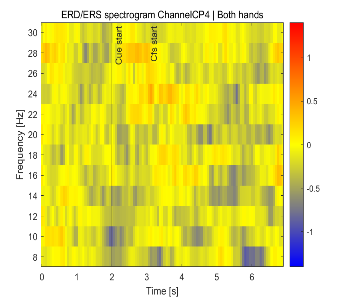 ERD/ERS spectrogram ChannelCP4 | Both hands
Frequency [Hz]
30
28
26
24
22
20
18
16
14
12
10
8
Cue start
Cfs start
1
0.5
0
-0.5
-1
0 1 2 3 4 5 6
Time [s]